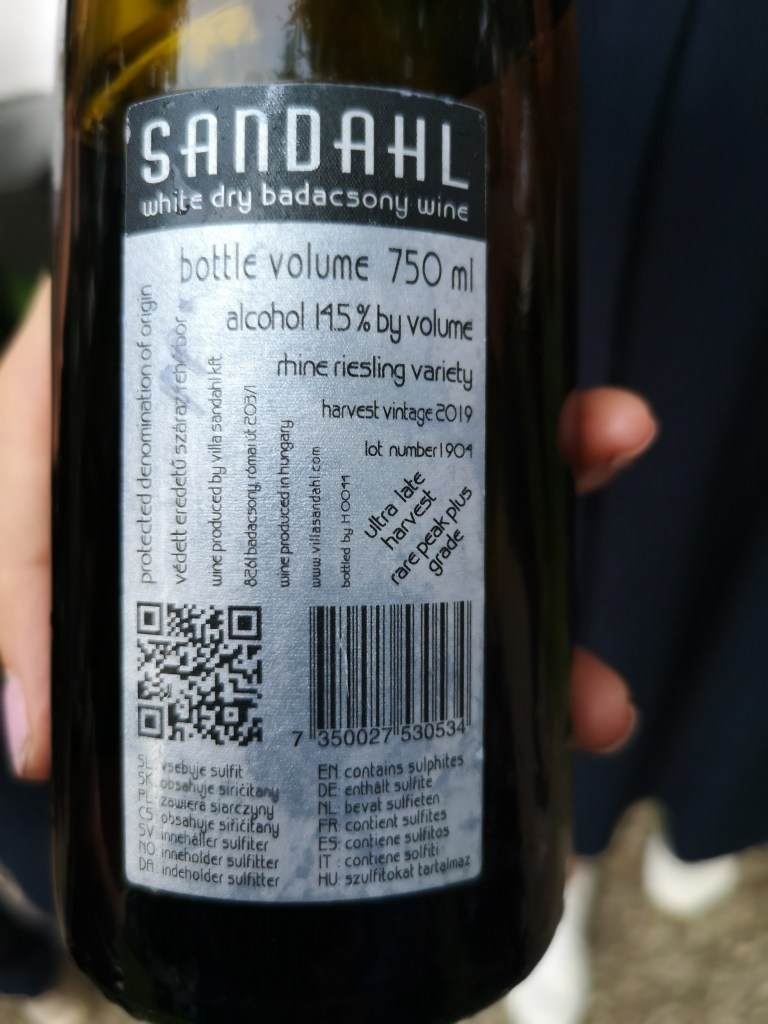 SANDAHL
white dry badacsony wine
bottle volume 750 ml
alcohol 14.5 % by volume
rhine riesling variety
harvest vintage 2019
lot number 1904
ultra late
harvest
rare peak plus
grade
protected denomination of origin
védett eredetű száraz fehérbor
wine produced by villa sandahl kft.
8261 badacsony, római út 203/1
wine produced in hungary
www.villasandahl.com
bottled by H0044
7 350027 530534
SL: vsebuje sulfit
SK: obsahuje siričitany
PL: zawiera siarczyny
CS: obsahuje siřičitany
SV: innehåller sulfiter
NO: inneholder sulfitter
DA: indeholder sulfitter
EN: contains sulphites
DE: enthält sulfite
NL: bevat sulfieten
FR: contient sulfites
ES: contiene sulfitos
IT : contiene solfiti
HU: szulfitokat tartalmaz